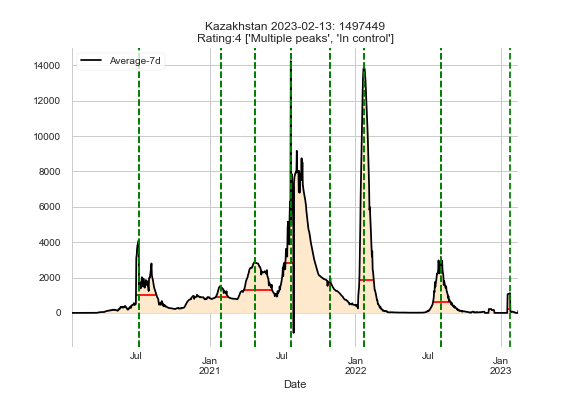 Kazakhstan 2023-02-13: 1497449
Rating:4 ['Multiple peaks', 'In control']
Average-7d
14000
12000
10000
8000
6000
4000
2000
0
Jul
Jan
2021
Jul
Jan
2022
Jul
Jan
2023
Date